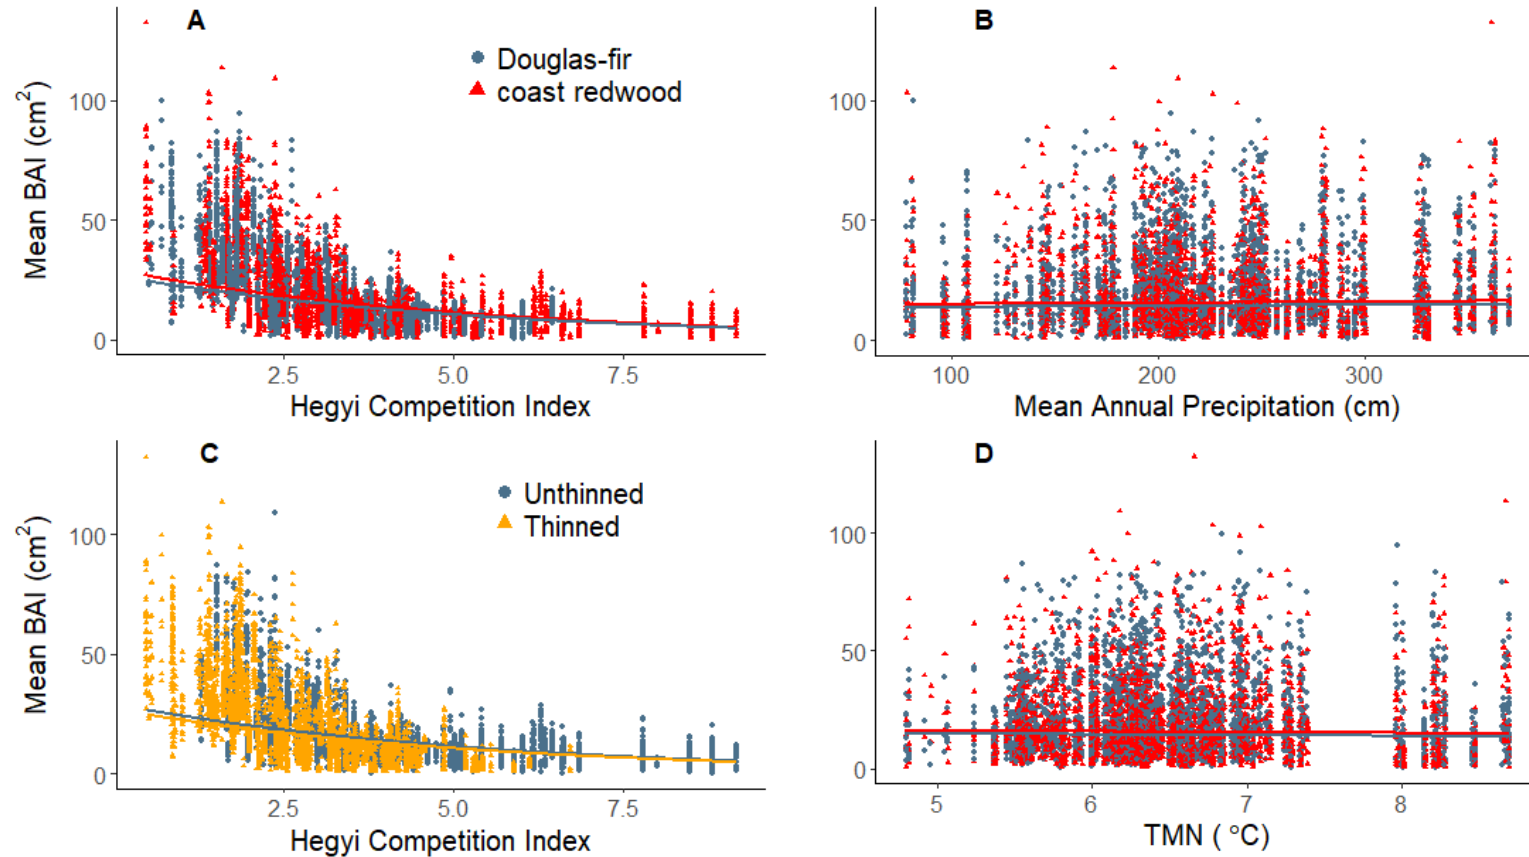 A
Douglas-fir
coast redwood
Mean BAI (cm²)
100
50
0
2.5
5.0
7.5
Hegyi Competition Index
B
100
50
0
100
200
300
Mean Annual Precipitation (cm)
C
Unthinned
Thinned
Mean BAI (cm²)
100
50
0
2.5
5.0
7.5
Hegyi Competition Index
D
100
50
0
5
6
7
8
TMN ( °C)